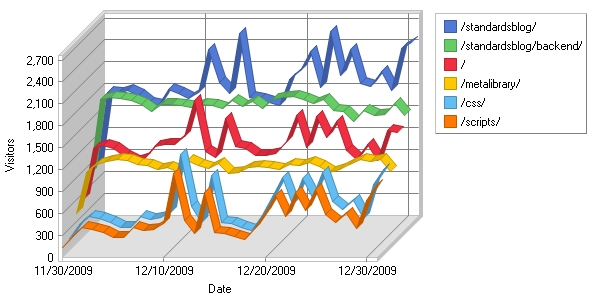 /standardsblog/
/standardsblog/backend/
/
/metalibrary/
/css/
/scripts/
Visitors
2,700
2,400
2,100
1,800
1,500
1,200
900
600
300
0
11/30/2009 12/10/2009 12/20/2009 12/30/2009
Date